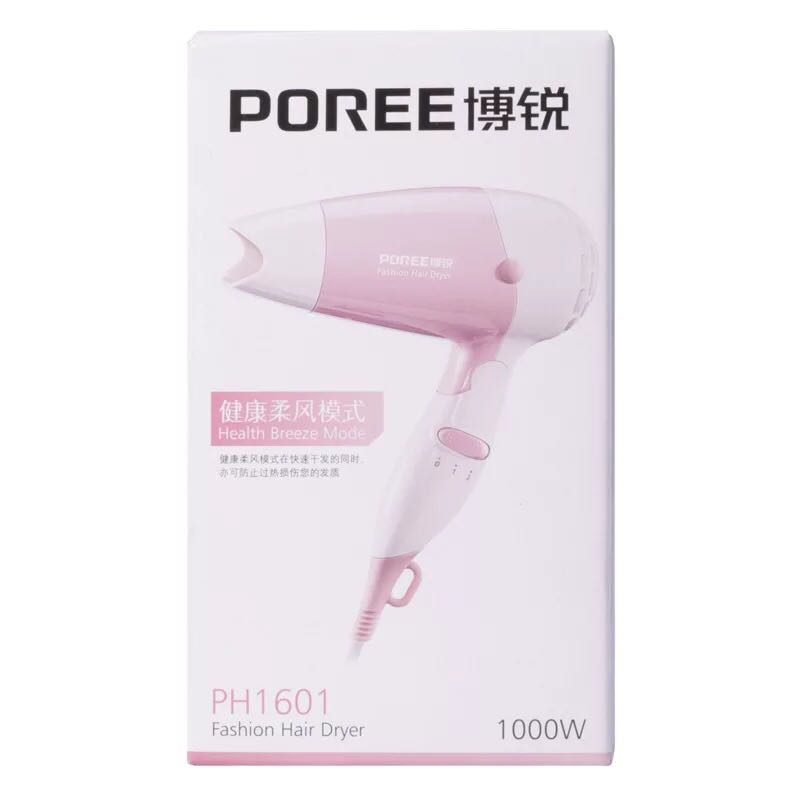 POREE博锐
POREE博锐
Fashion Hair Dryer
健康柔风模式
Health Breeze Mode
健康柔风模式在快速干发的同时,
亦可防止过热损伤您的发质
0 1 2
PH1601
Fashion Hair Dryer
1000W